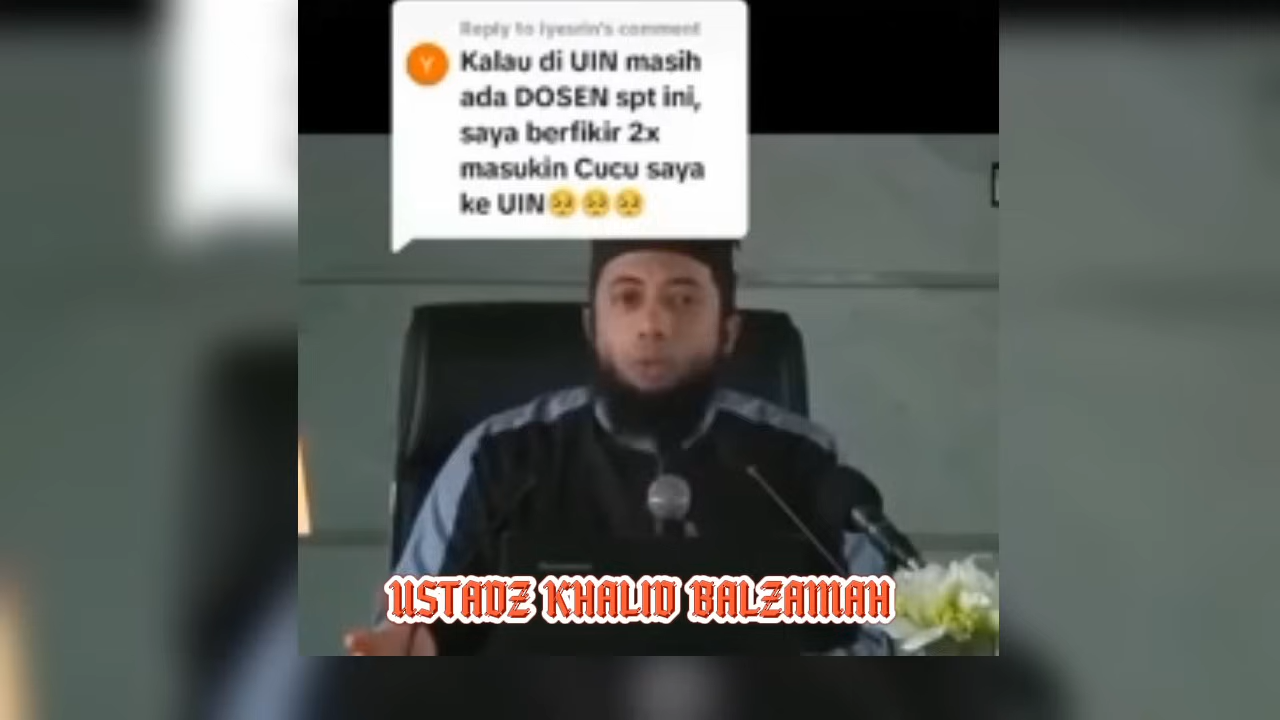 Reply to Iyesrin's comment
Y
Kalau di UIN masih
ada DOSEN spt ini,
saya berfikir 2x
masukin Cucu saya
ke UIN🥺🥺🥺
USTADZ KHALID BALZAMAH